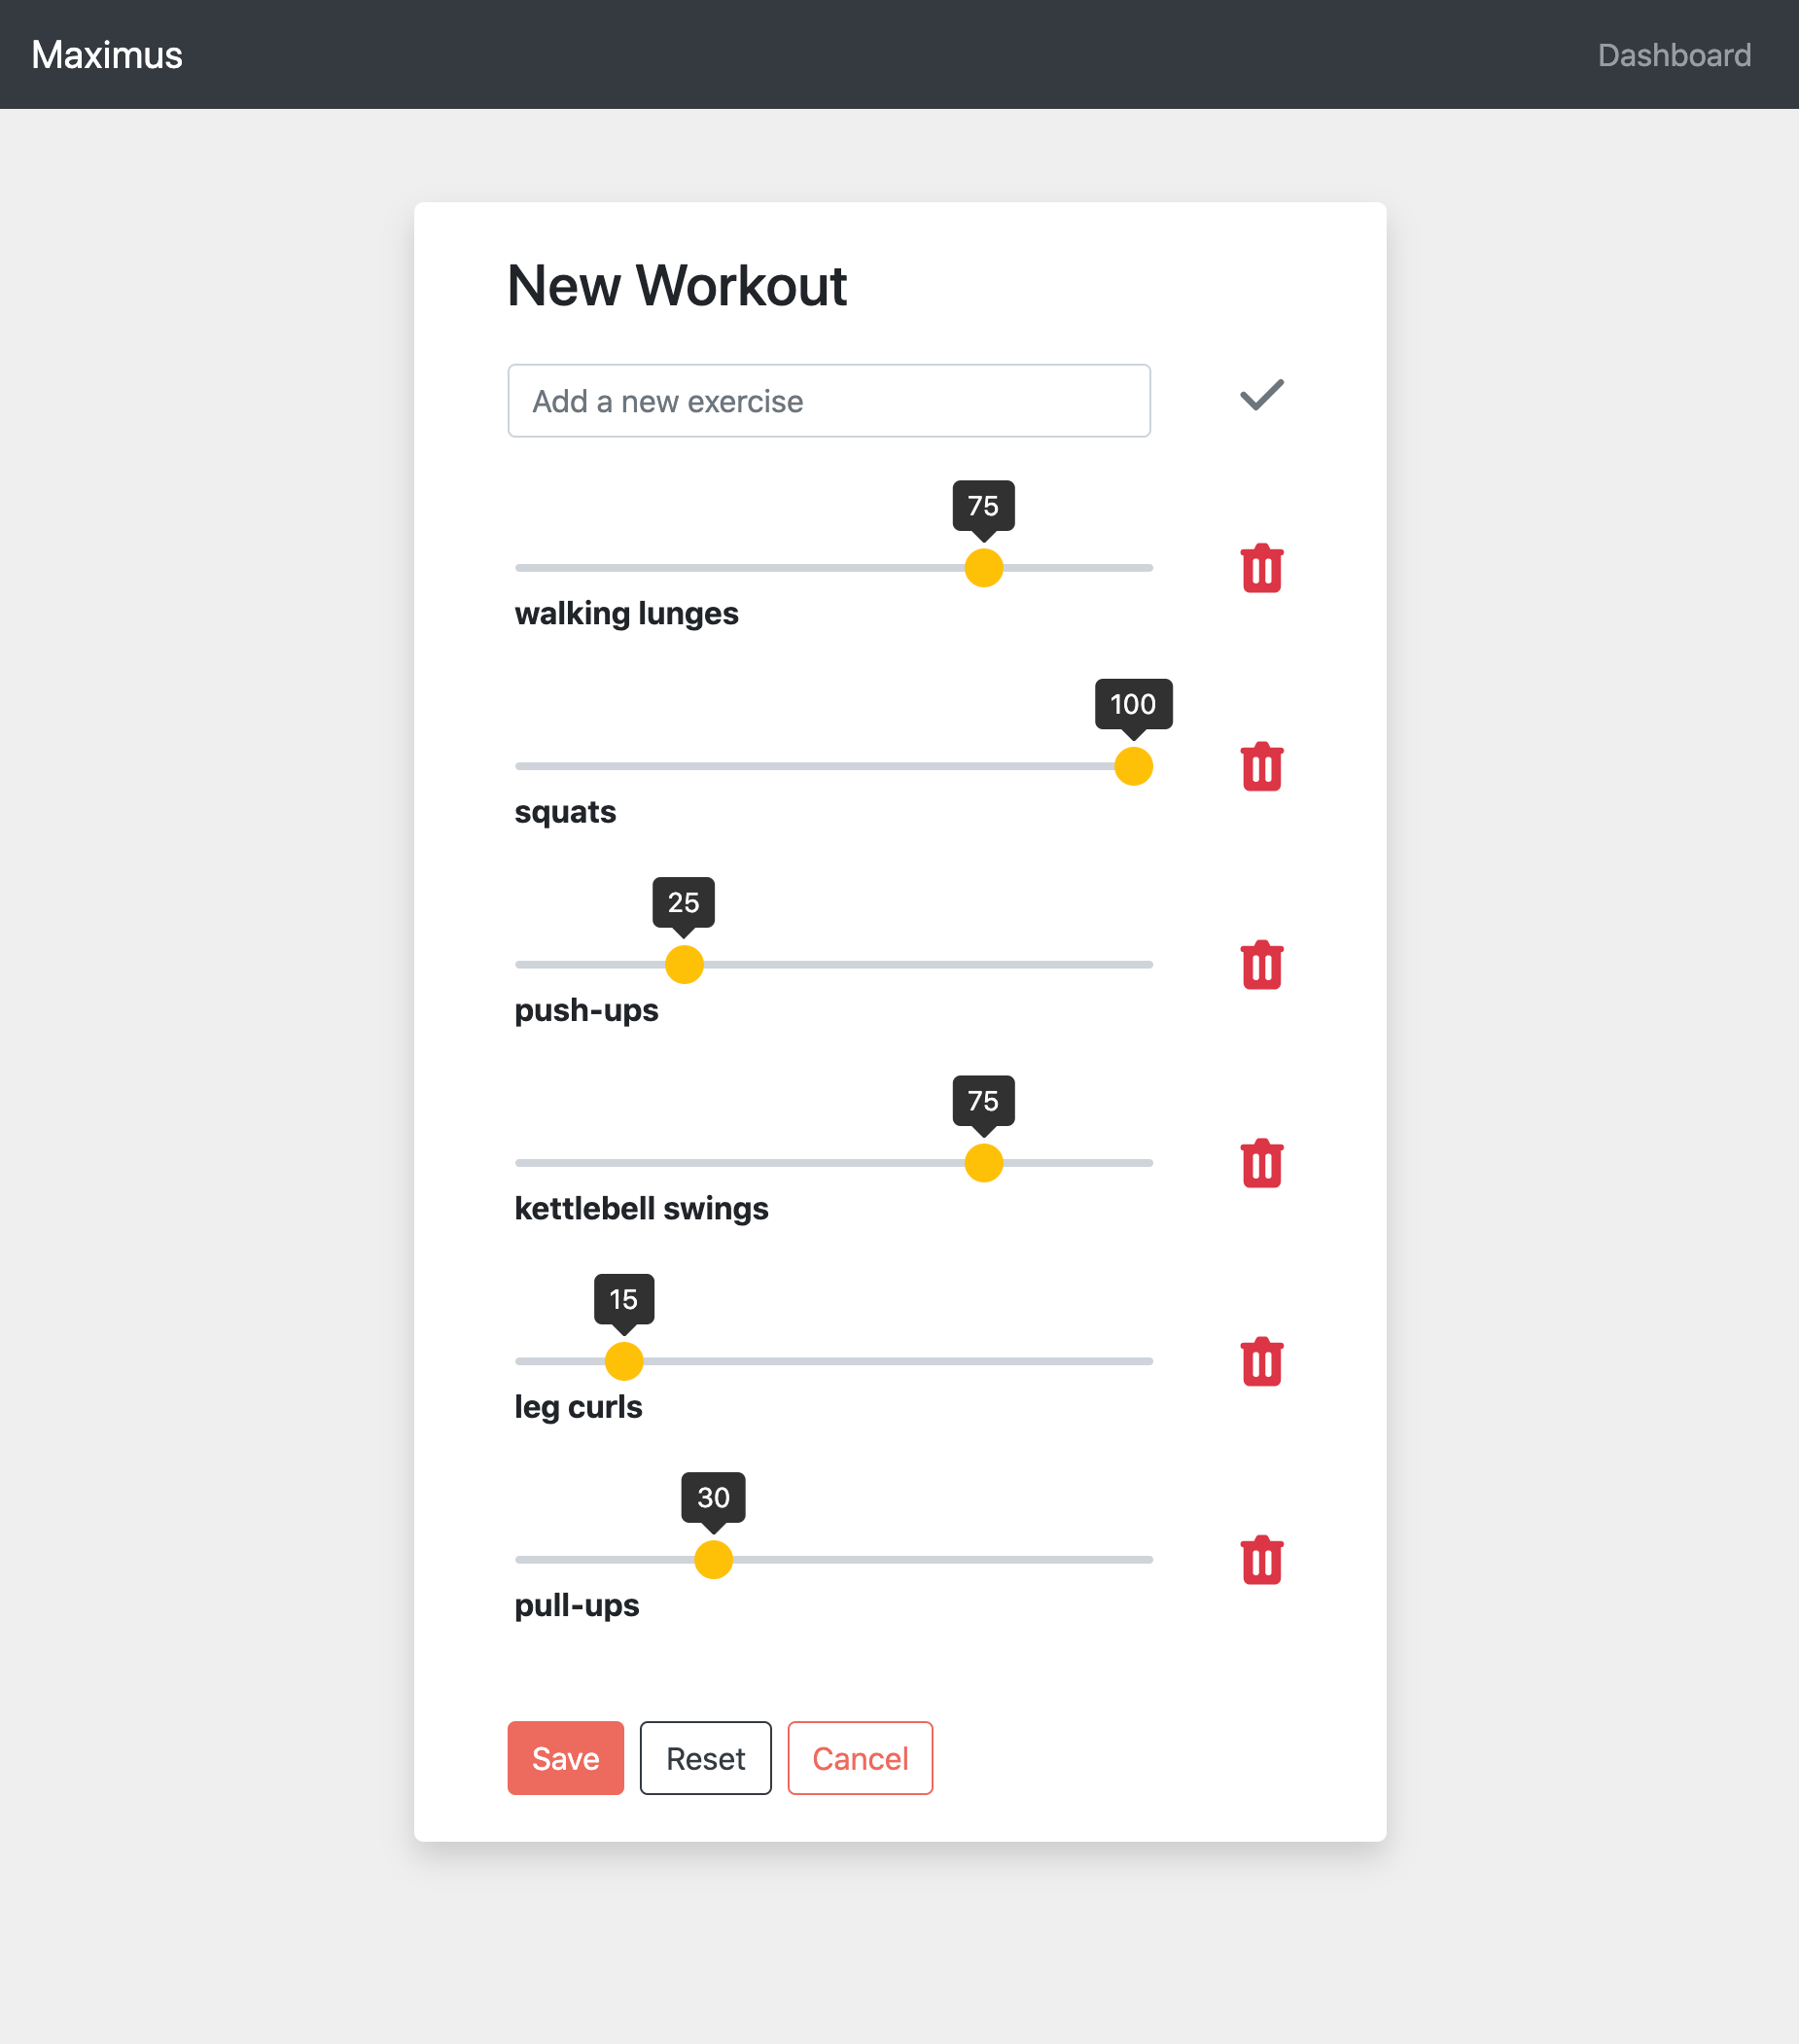 Maximus
Dashboard
New Workout
Add a new exercise
75
walking lunges
100
squats
25
push-ups
75
kettlebell swings
15
leg curls
30
pull-ups
Save
Reset
Cancel